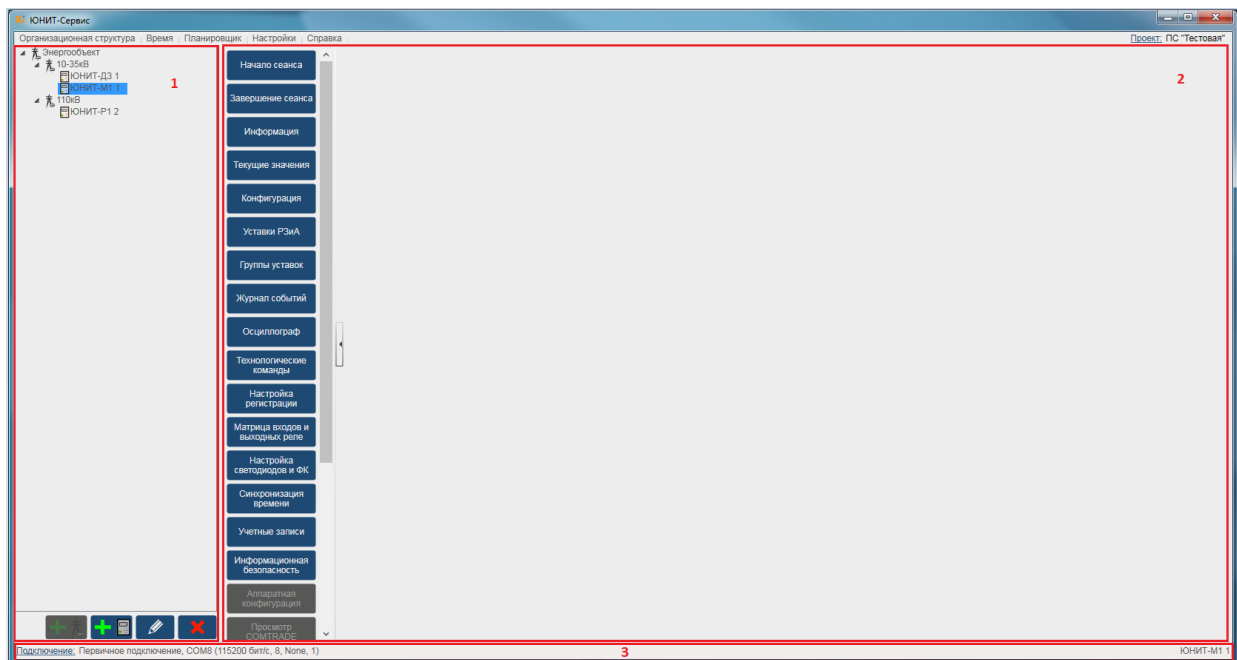 ЮНИТ-Сервис
Организационная структура Время Планировщик Настройки Справка Проект: ПС "Тестовая"
Энергообъект
10-35кВ
ЮНИТ-ДЗ 1
ЮНИТ-М1 1
110кВ
ЮНИТ-Р1 2
1
Начало сеанса
Завершение сеанса
Информация
Текущие значения
Конфигурация
Уставки РЗиА
Группы уставок
Журнал событий
Осциллограф
Технологические
команды
Настройка
регистрации
Матрица входов и
выходных реле
Настройка
светодиодов и ФК
Синхронизация
времени
Учетные записи
Информационная
безопасность
Аппаратная
конфигурация
Просмотр
COMTRADE
2
Подключение: Первичное подключение, COM8 (115200 бит/с, 8, None, 1) 3 ЮНИТ-М1 1